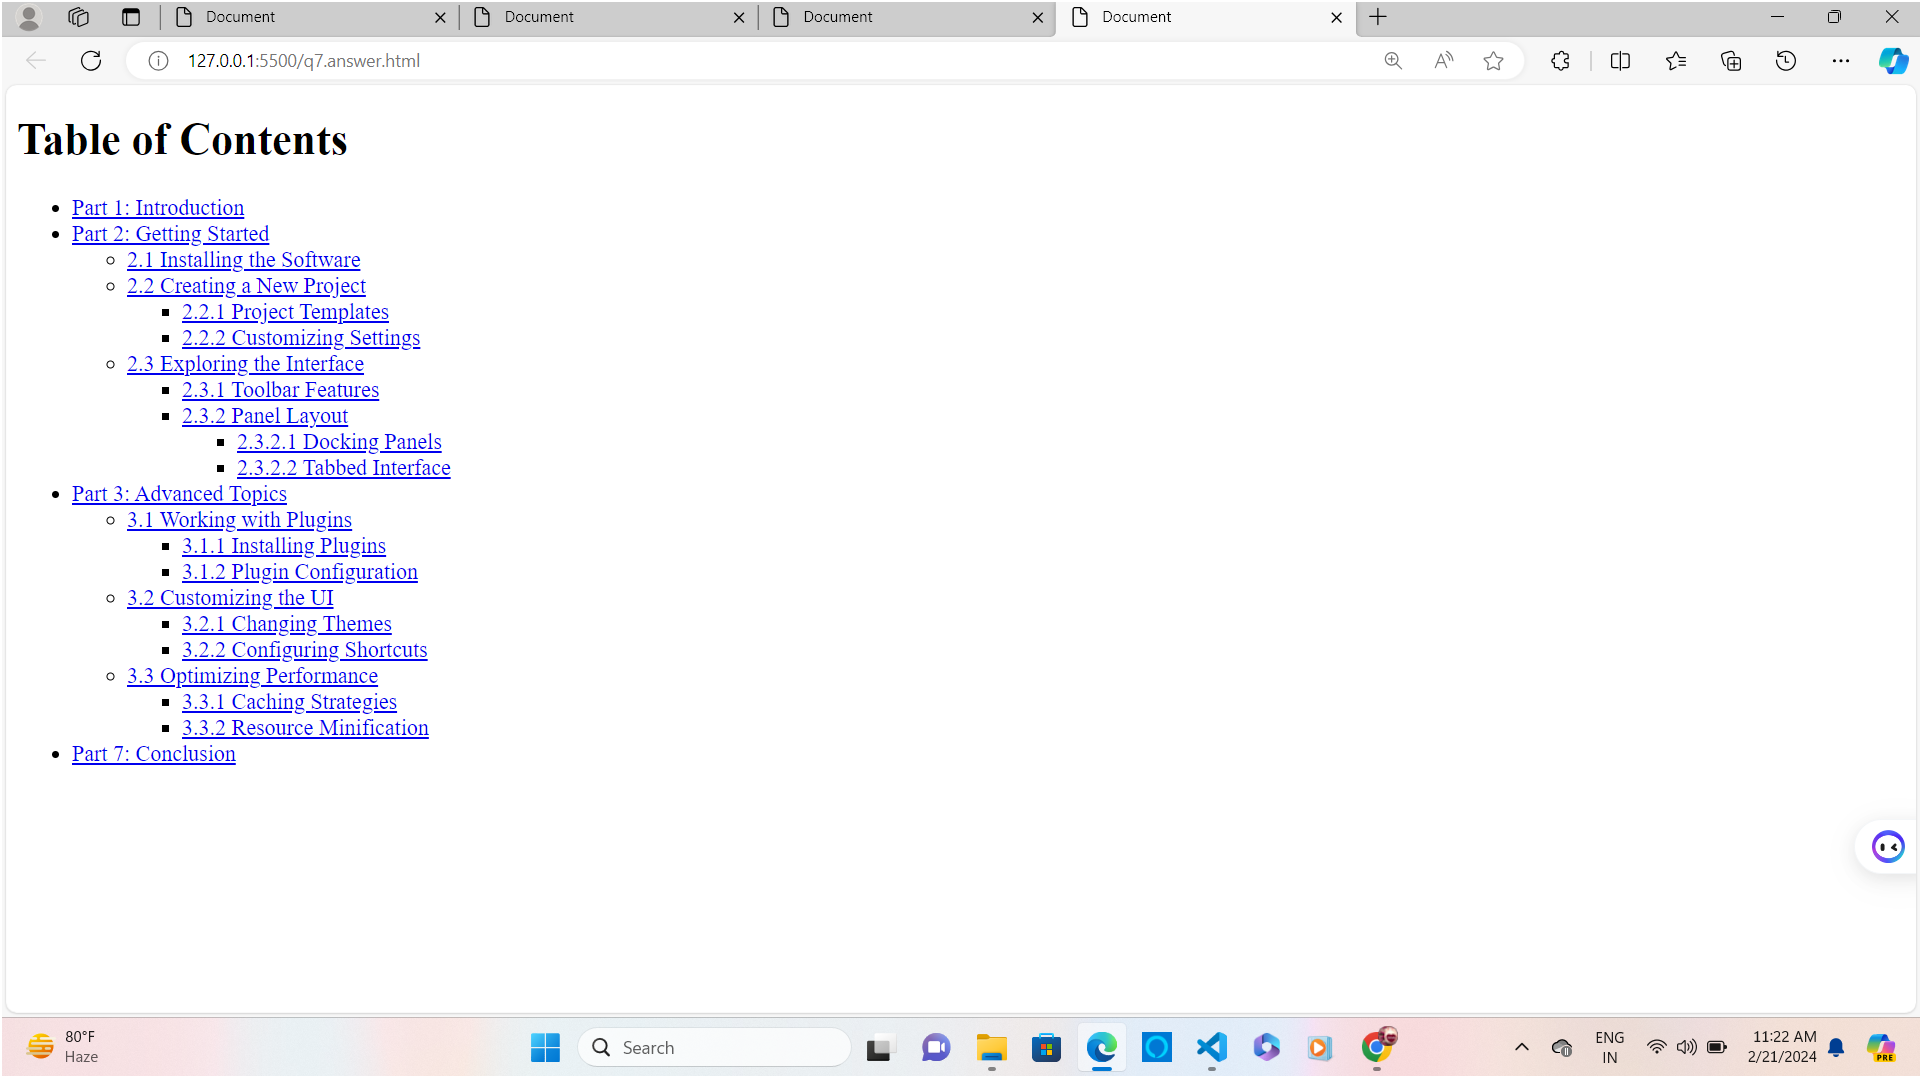 Document
Document
Document
Document
127.0.0.1:5500/q7.answer.html
Table of Contents
Part 1: Introduction
Part 2: Getting Started
2.1 Installing the Software
2.2 Creating a New Project
2.2.1 Project Templates
2.2.2 Customizing Settings
2.3 Exploring the Interface
2.3.1 Toolbar Features
2.3.2 Panel Layout
2.3.2.1 Docking Panels
2.3.2.2 Tabbed Interface
Part 3: Advanced Topics
3.1 Working with Plugins
3.1.1 Installing Plugins
3.1.2 Plugin Configuration
3.2 Customizing the UI
3.2.1 Changing Themes
3.2.2 Configuring Shortcuts
3.3 Optimizing Performance
3.3.1 Caching Strategies
3.3.2 Resource Minification
Part 7: Conclusion
80°F
Haze
Search
ENG
IN
11:22 AM
2/21/2024
PRE